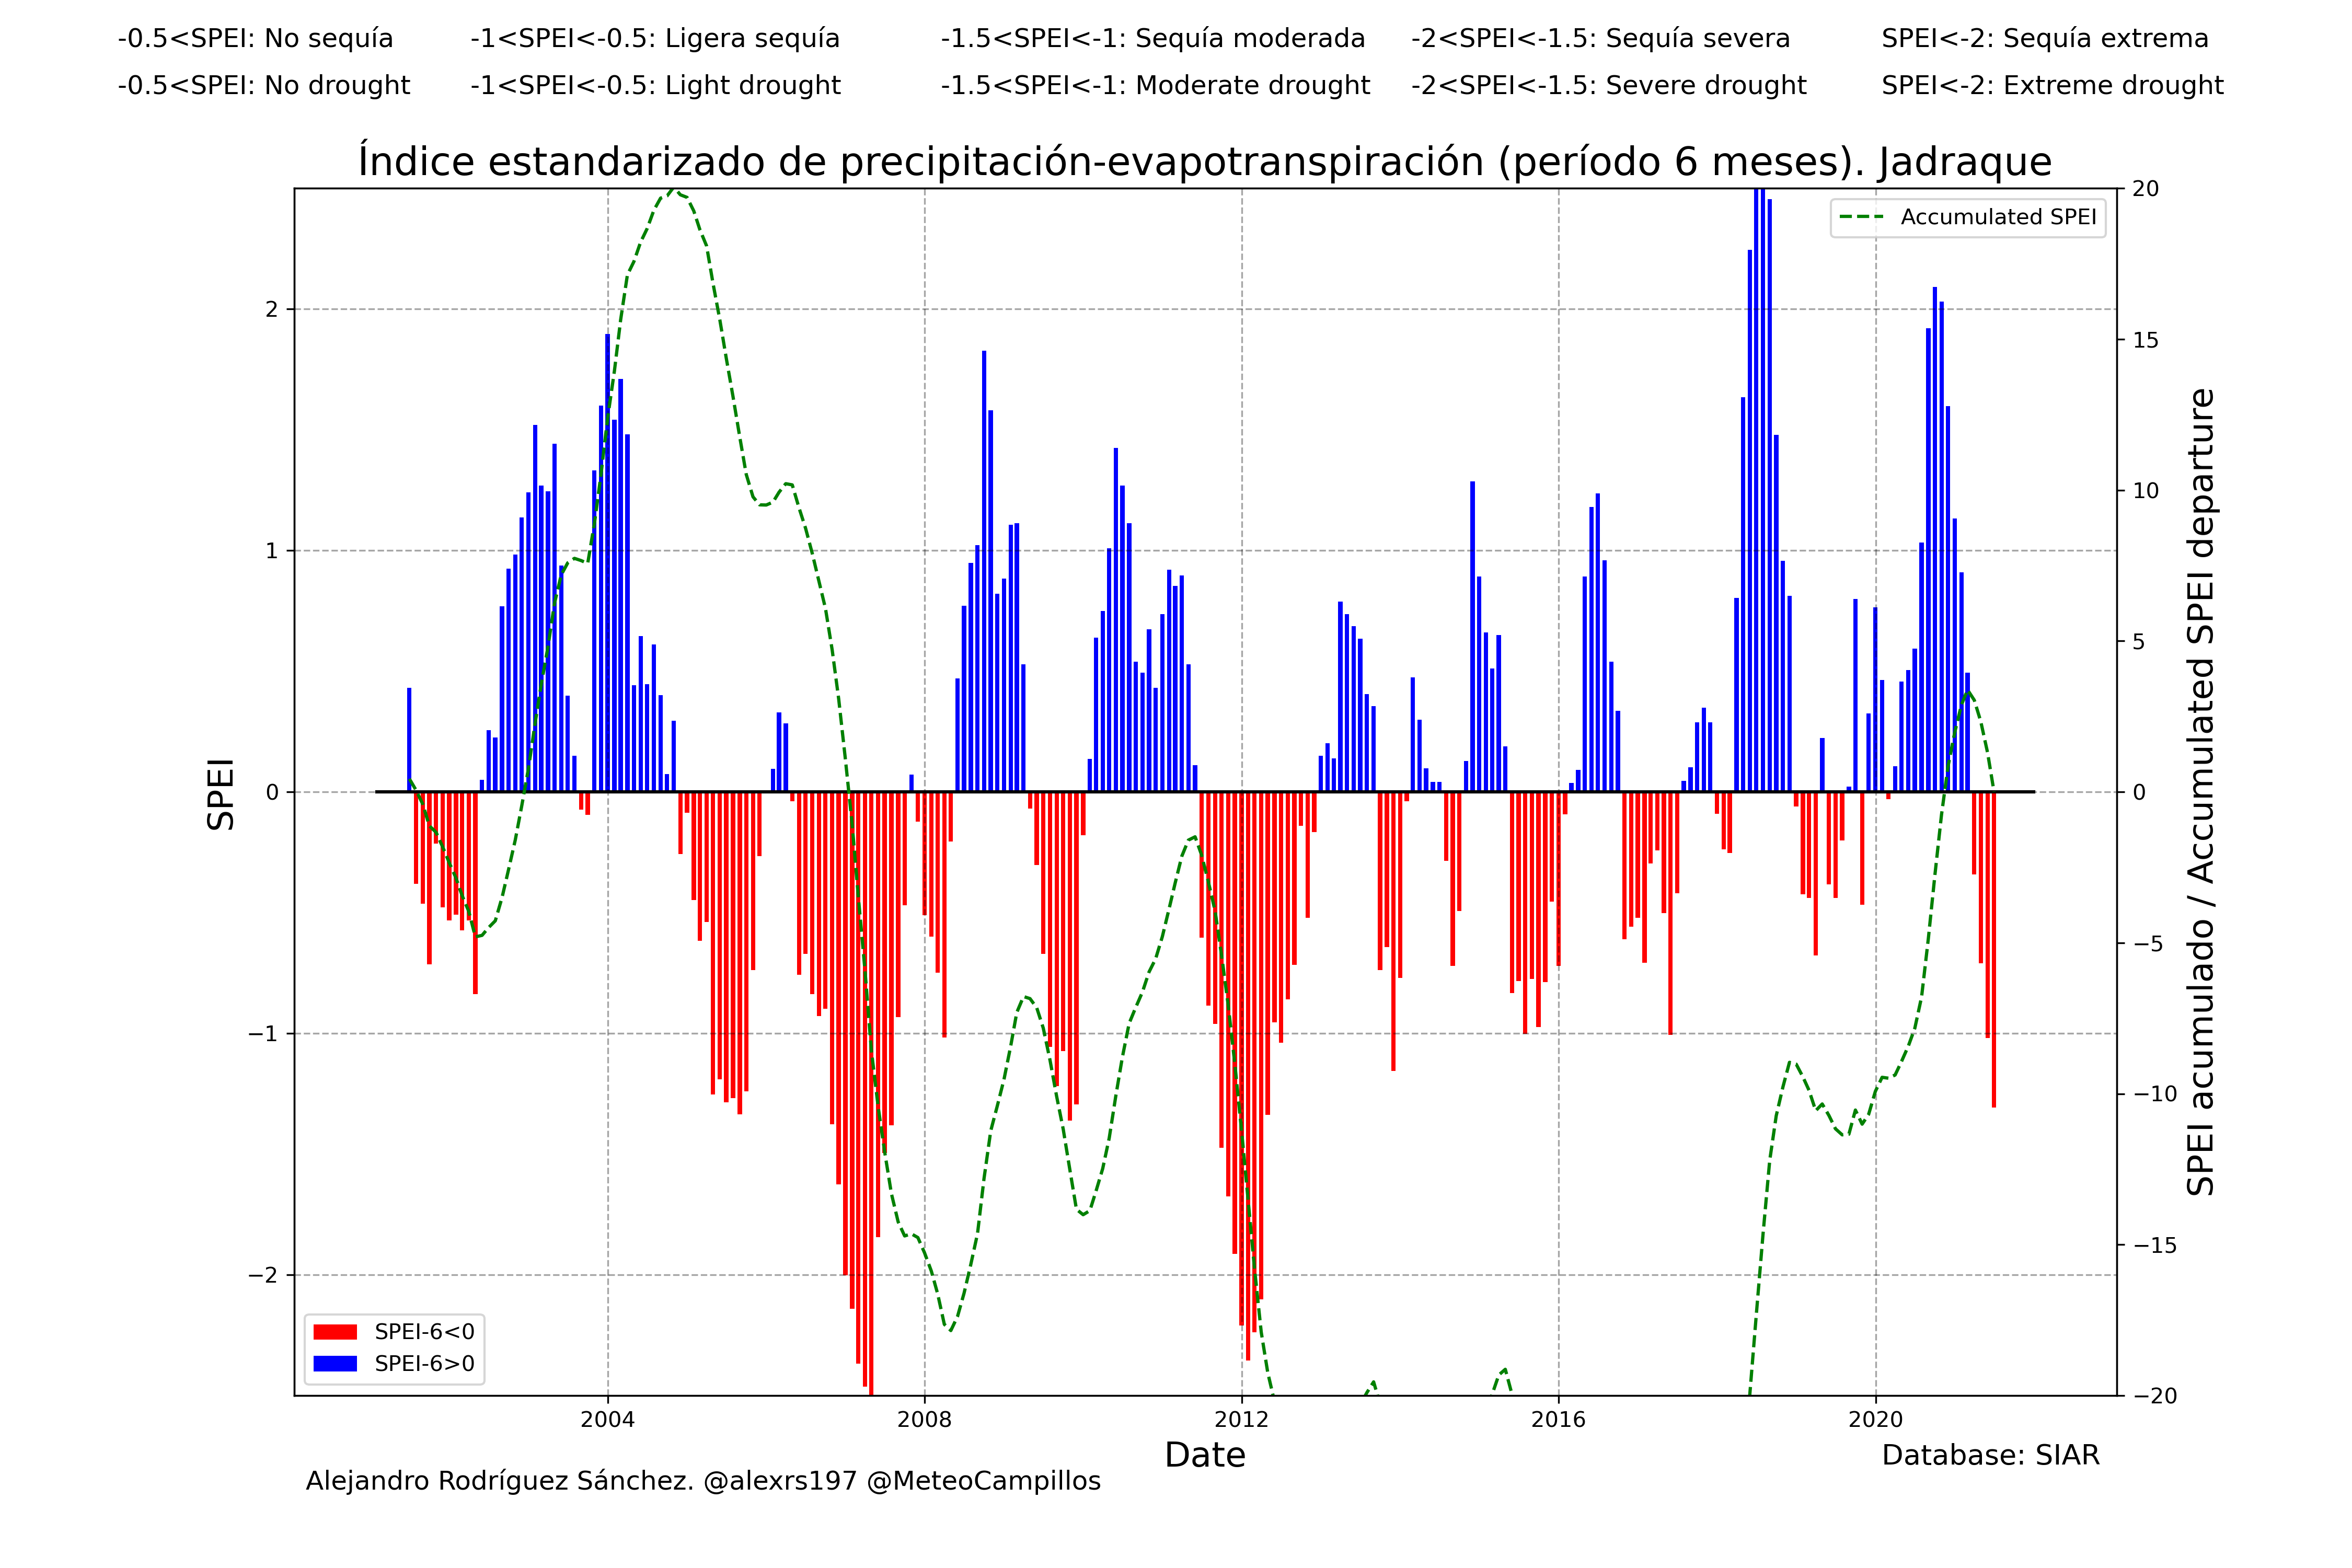 -0.5<SPEI: No sequía -1<SPEI<-0.5: Ligera sequía -1.5<SPEI<-1: Sequía moderada -2<SPEI<-1.5: Sequía severa SPEI<-2: Sequía extrema
-0.5<SPEI: No drought -1<SPEI<-0.5: Light drought -1.5<SPEI<-1: Moderate drought -2<SPEI<-1.5: Severe drought SPEI<-2: Extreme drought
Índice estandarizado de precipitación-evapotranspiración (período 6 meses). Jadraque
Accumulated SPEI
SPEI
2
1
0
−1
−2
20
15
10
5
0
−5
−10
−15
−20
SPEI acumulado / Accumulated SPEI departure
SPEI-6<0
SPEI-6>0
2004 2008 2012 2016 2020
Date
Database: SIAR
Alejandro Rodríguez Sánchez. @alexrs197 @MeteoCampillos